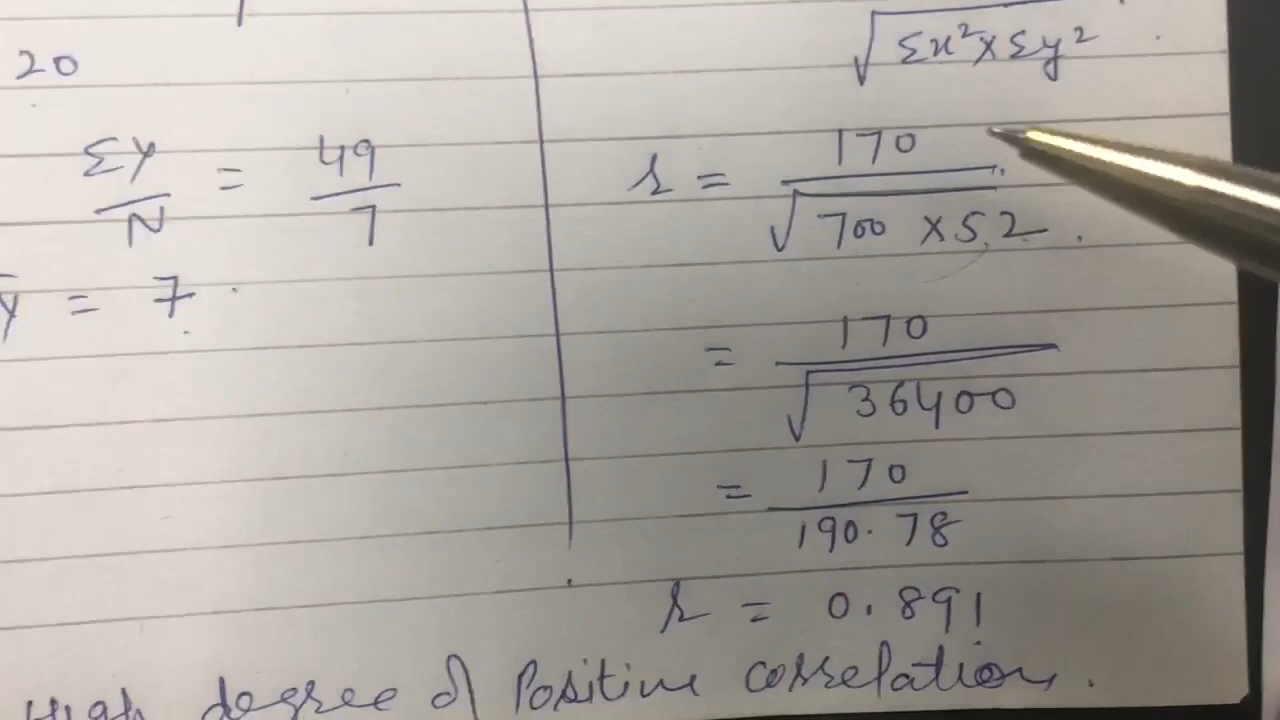 20
ΣY/N = 49/7
Y̅ = 7
√Σx²×Σy²
r = 170/√700×52
= 170/√36400
= 170/190.78
r = 0.891
High degree of Positive correlation.